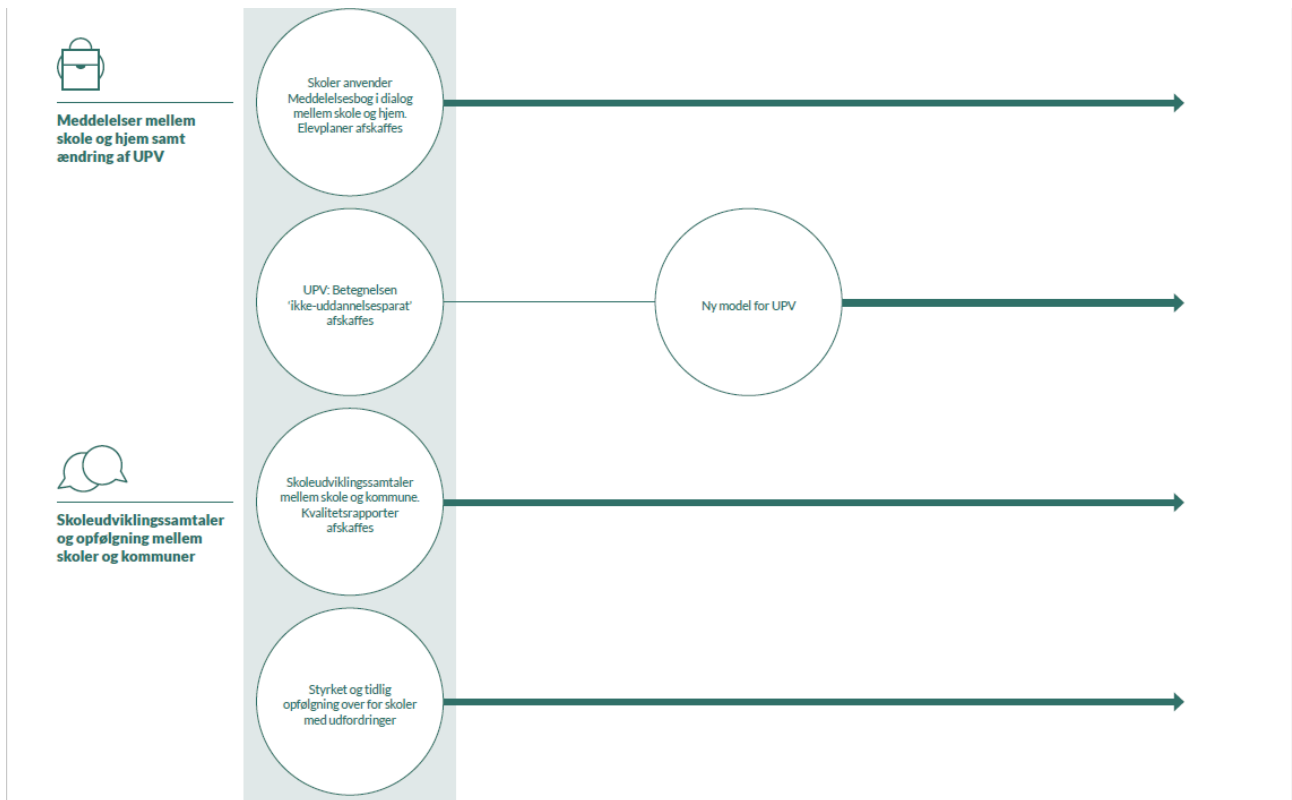 Meddelelser mellem
skole og hjem samt
ændring af UPV
Skoler anvender
Meddelelsesbog i dialog
mellem skole og hjem.
Elevplaner afskaffes
UPV: Betegnelsen
'ikke-uddannelsesparat'
afskaffes
Ny model for UPV
Skoleudviklingssamtaler
og opfølgning mellem
skoler og kommuner
Skoleudviklingssamtaler
mellem skole og kommune.
Kvalitetsrapporter
afskaffes
Styrket og tidlig
opfølgning over for skoler
med udfordringer